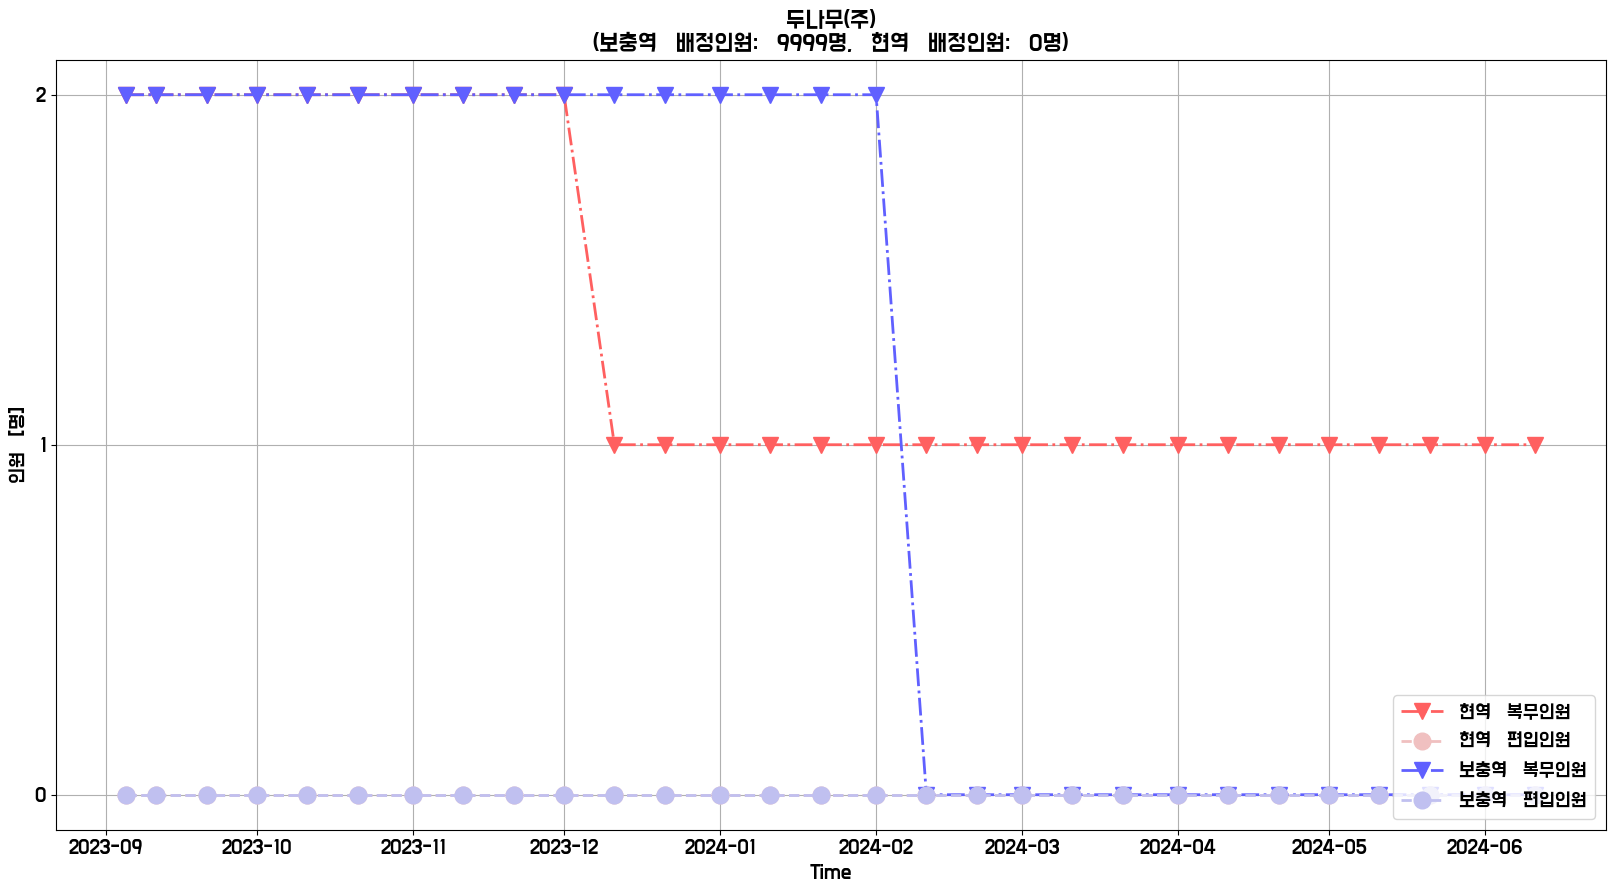 두나무(주)
(보충역 배정인원: 9999명, 현역 배정인원: 0명)
인원 [명]
2
1
0
현역 복무인원
현역 편입인원
보충역 복무인원
보충역 편입인원
2023-09 2023-10 2023-11 2023-12 2024-01 2024-02 2024-03 2024-04 2024-05 2024-06
Time